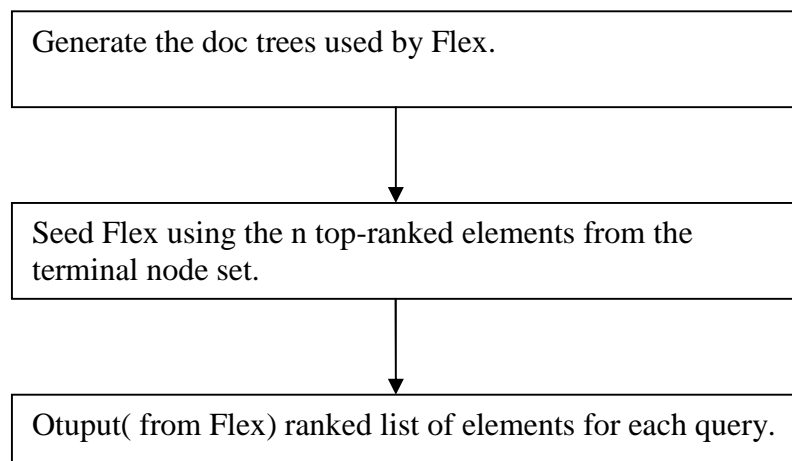 Generate the doc trees used by Flex.
Seed Flex using the n top-ranked elements from the
terminal node set.
Otuput( from Flex) ranked list of elements for each query.